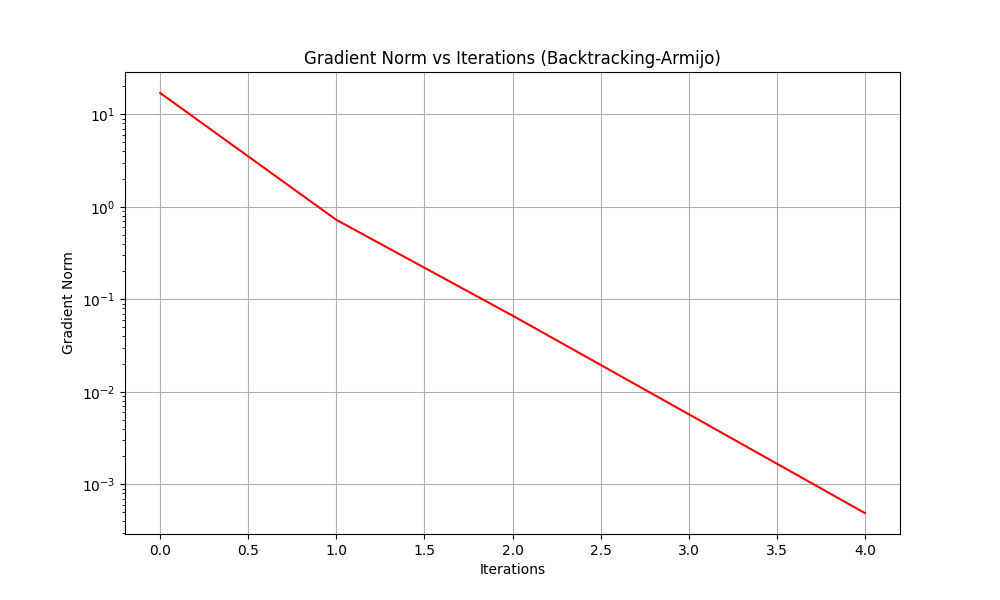 Gradient Norm vs Iterations (Backtracking-Armijo)
Gradient Norm
10¹
10⁰
10⁻¹
10⁻²
10⁻³
0.0 0.5 1.0 1.5 2.0 2.5 3.0 3.5 4.0
Iterations